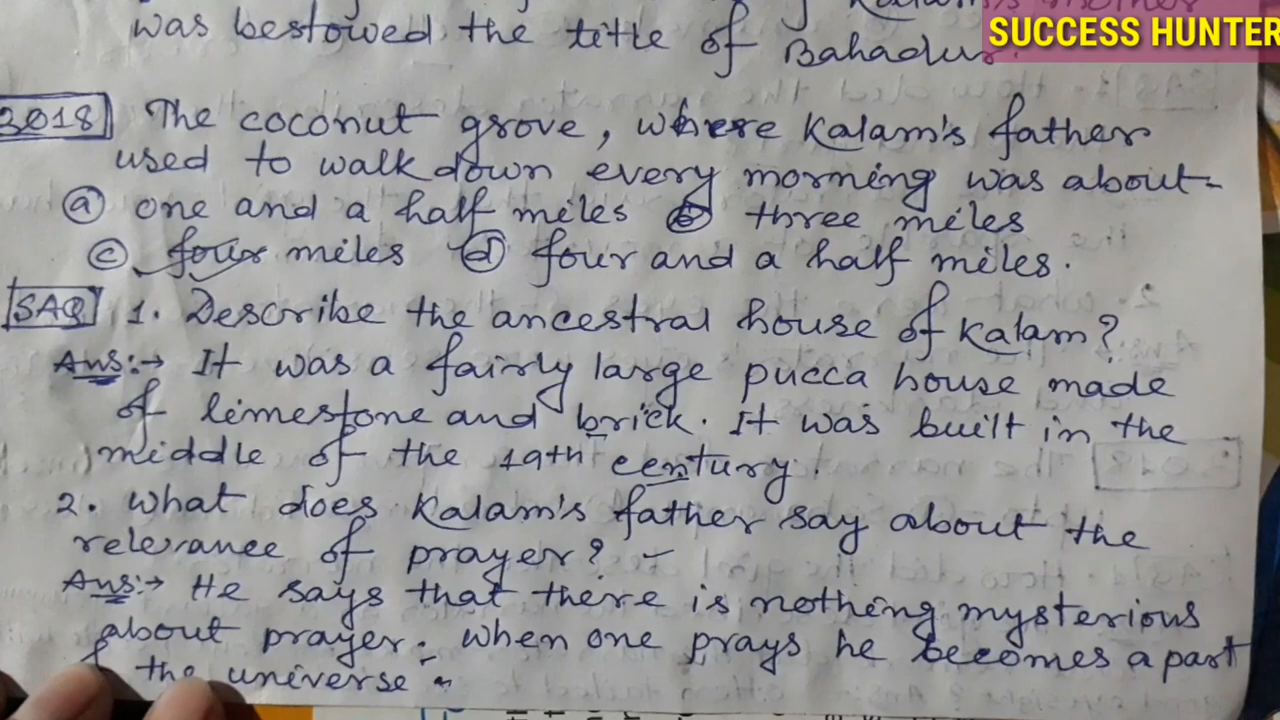 was bestowed the title of Bahadur.
SUCCESS HUNTER
2018 The coconut grove, where Kalam's father
used to walk down every morning was about-
(a) one and a half miles (b) three miles
(c) four miles (d) four and a half miles.
SAQ 1. Describe the ancestral house of Kalam?
Ans:→ It was a fairly large pucca house made
of limestone and brick. It was built in the
middle of the 19th century.
2. What does Kalam's father say about the
relevance of prayer? –
Ans:→ He says that there is nothing mysterious
about prayer. When one prays he becomes a part
of the universe